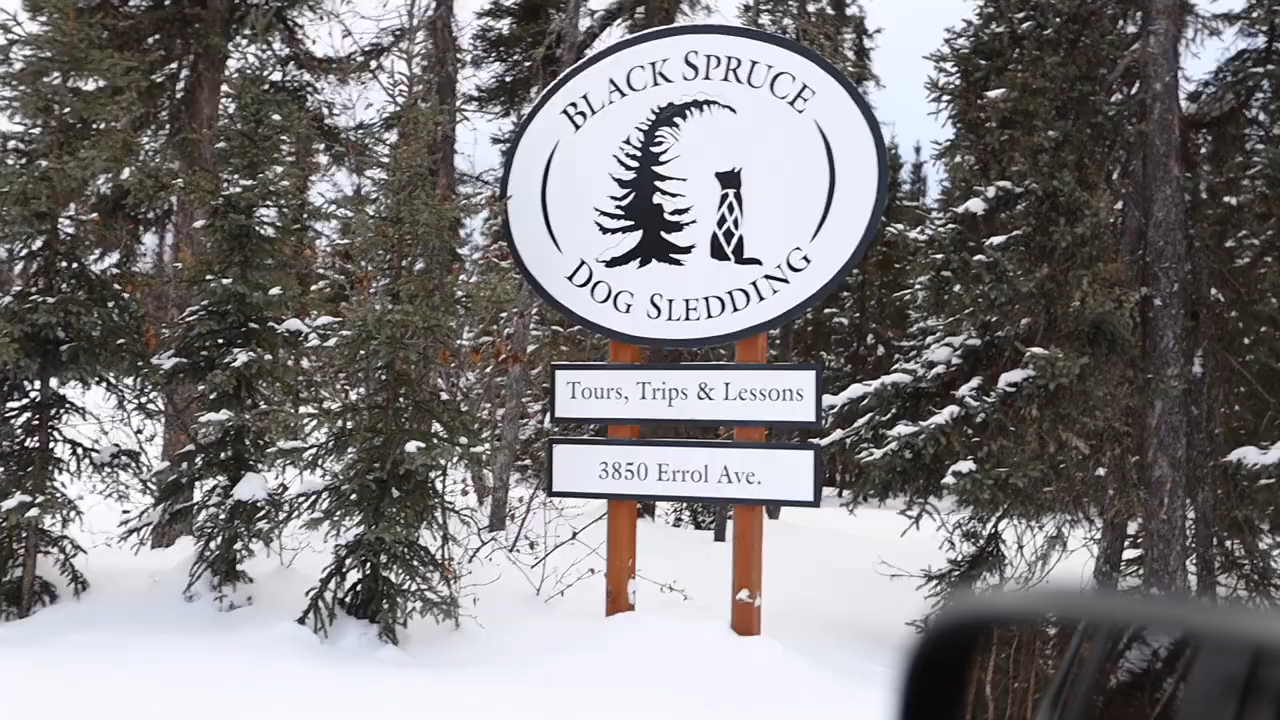 BLACK SPRUCE
DOG SLEDDING
Tours, Trips & Lessons
3850 Errol Ave.